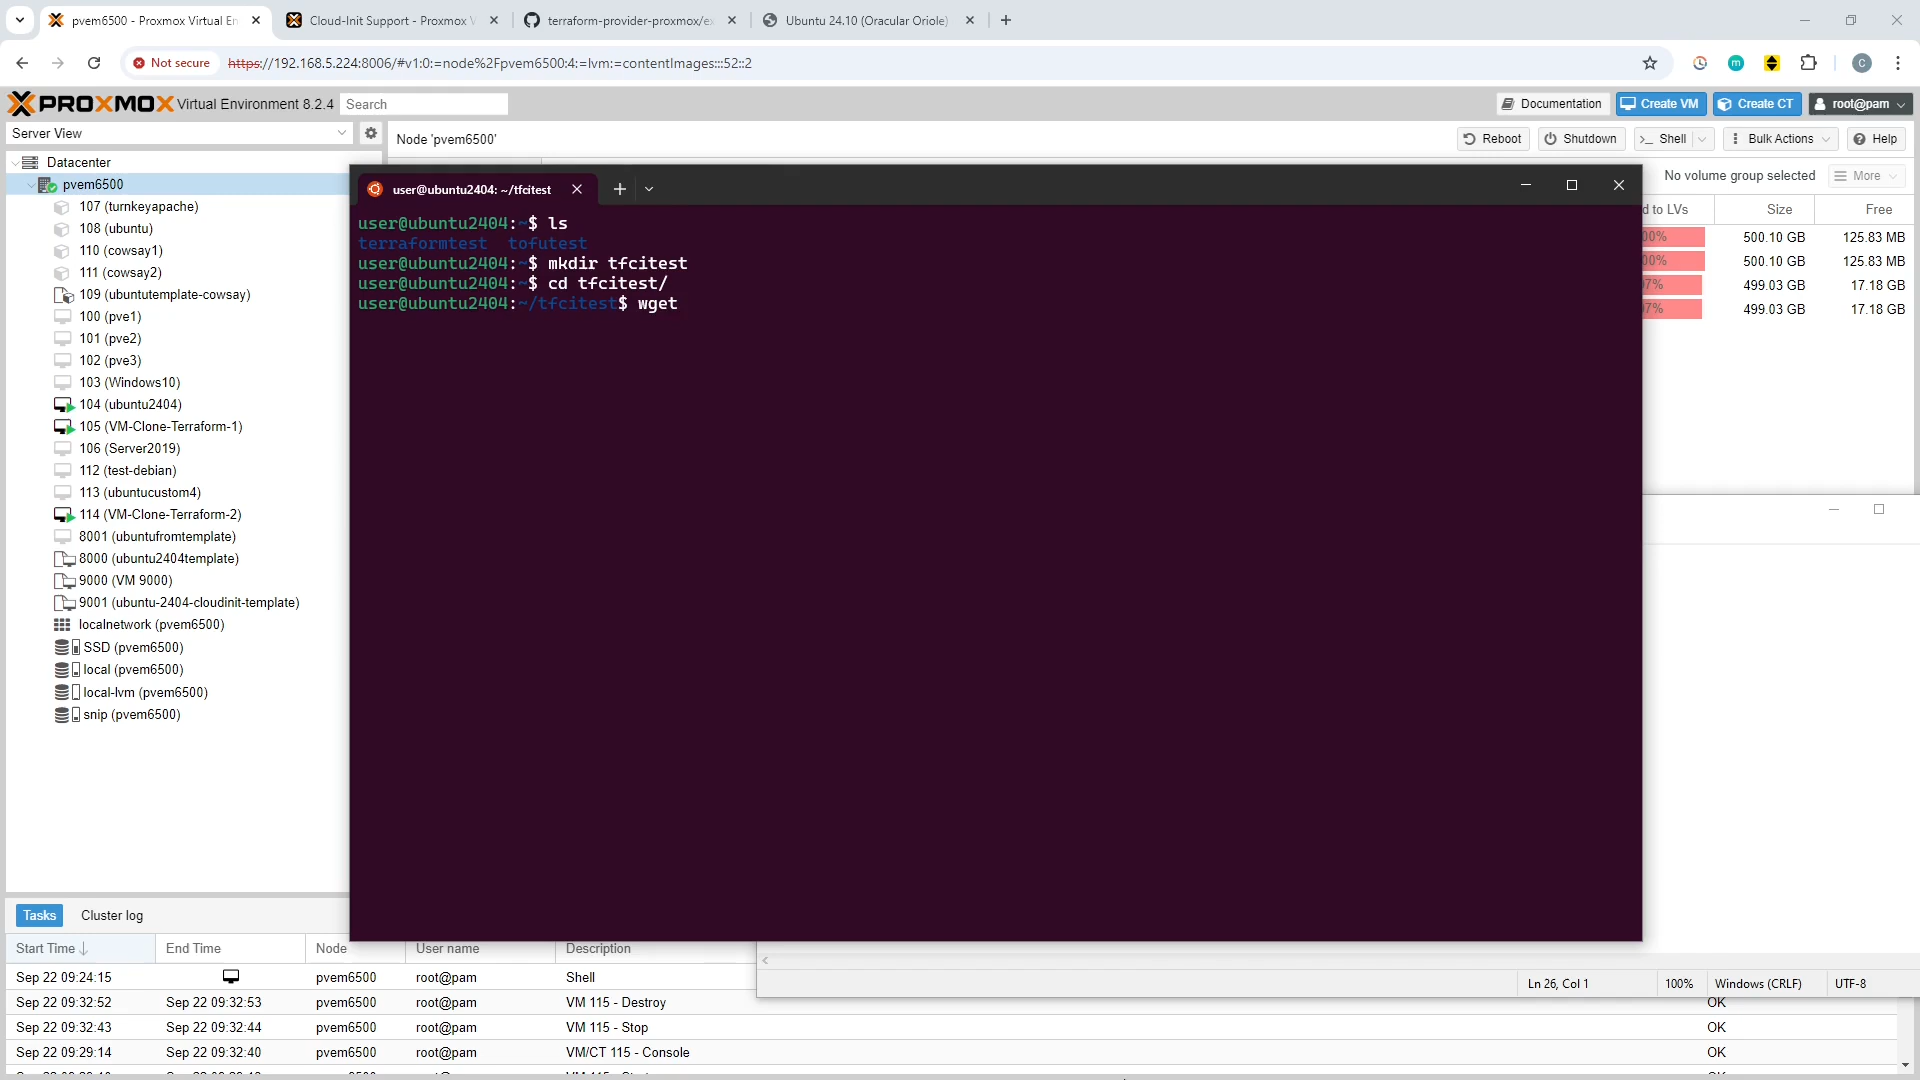 pvem6500 - Proxmox Virtual En
Cloud-Init Support - Proxmox V
terraform-provider-proxmox/ex
Ubuntu 24.10 (Oracular Oriole)
Not secure
https://192.168.5.224:8006/#v1:0:=node%2Fpvem6500:4:=lvm:=contentImages:::52::2
m
C
PROXMOX Virtual Environment 8.2.4
Search
Documentation
Create VM
Create CT
root@pam
Server View
Node 'pvem6500'
Reboot
Shutdown
>_ Shell
Bulk Actions
Help
Datacenter
pvem6500
107 (turnkeyapache)
108 (ubuntu)
110 (cowsay1)
111 (cowsay2)
109 (ubuntutemplate-cowsay)
100 (pve1)
101 (pve2)
102 (pve3)
103 (Windows10)
104 (ubuntu2404)
105 (VM-Clone-Terraform-1)
106 (Server2019)
112 (test-debian)
113 (ubuntucustom4)
114 (VM-Clone-Terraform-2)
8001 (ubuntufromtemplate)
8000 (ubuntu2404template)
9000 (VM 9000)
9001 (ubuntu-2404-cloudinit-template)
localnetwork (pvem6500)
SSD (pvem6500)
local (pvem6500)
local-lvm (pvem6500)
snip (pvem6500)
user@ubuntu2404: ~/tfcitest
user@ubuntu2404:~$ ls
terraformtest tofutest
user@ubuntu2404:~$ mkdir tfcitest
user@ubuntu2404:~$ cd tfcitest/
user@ubuntu2404:~/tfcitest$ wget
No volume group selected
More
d to LVs Size Free
00% 500.10 GB 125.83 MB
00% 500.10 GB 125.83 MB
7% 499.03 GB 17.18 GB
7% 499.03 GB 17.18 GB
Ln 26, Col 1
100%
Windows (CRLF)
UTF-8
Tasks
Cluster log
Start Time End Time Node User name Description
Sep 22 09:24:15 pvem6500 root@pam Shell
Sep 22 09:32:52 Sep 22 09:32:53 pvem6500 root@pam VM 115 - Destroy OK
Sep 22 09:32:43 Sep 22 09:32:44 pvem6500 root@pam VM 115 - Stop OK
Sep 22 09:29:14 Sep 22 09:32:40 pvem6500 root@pam VM/CT 115 - Console OK